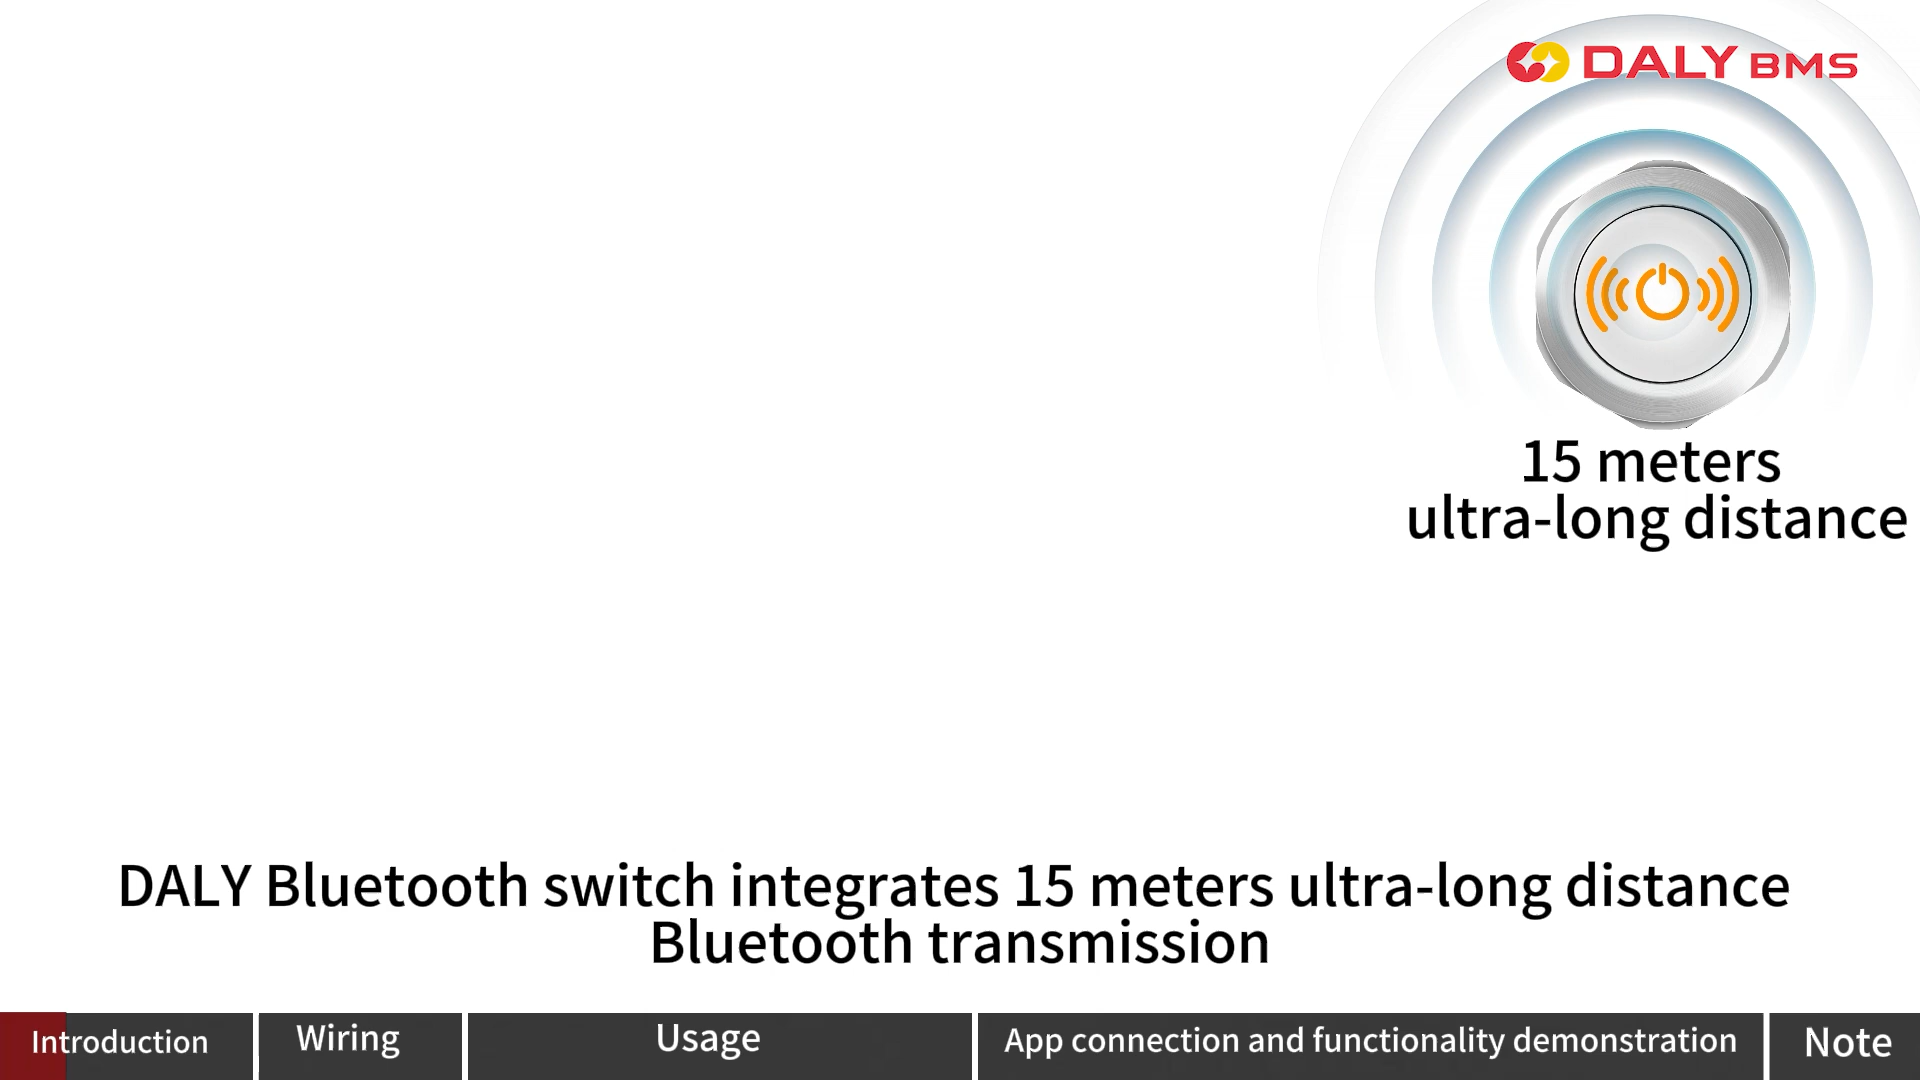 DALY BMS
15 meters
ultra-long distance
DALY Bluetooth switch integrates 15 meters ultra-long distance
Bluetooth transmission
Introduction
Wiring
Usage
App connection and functionality demonstration
Note